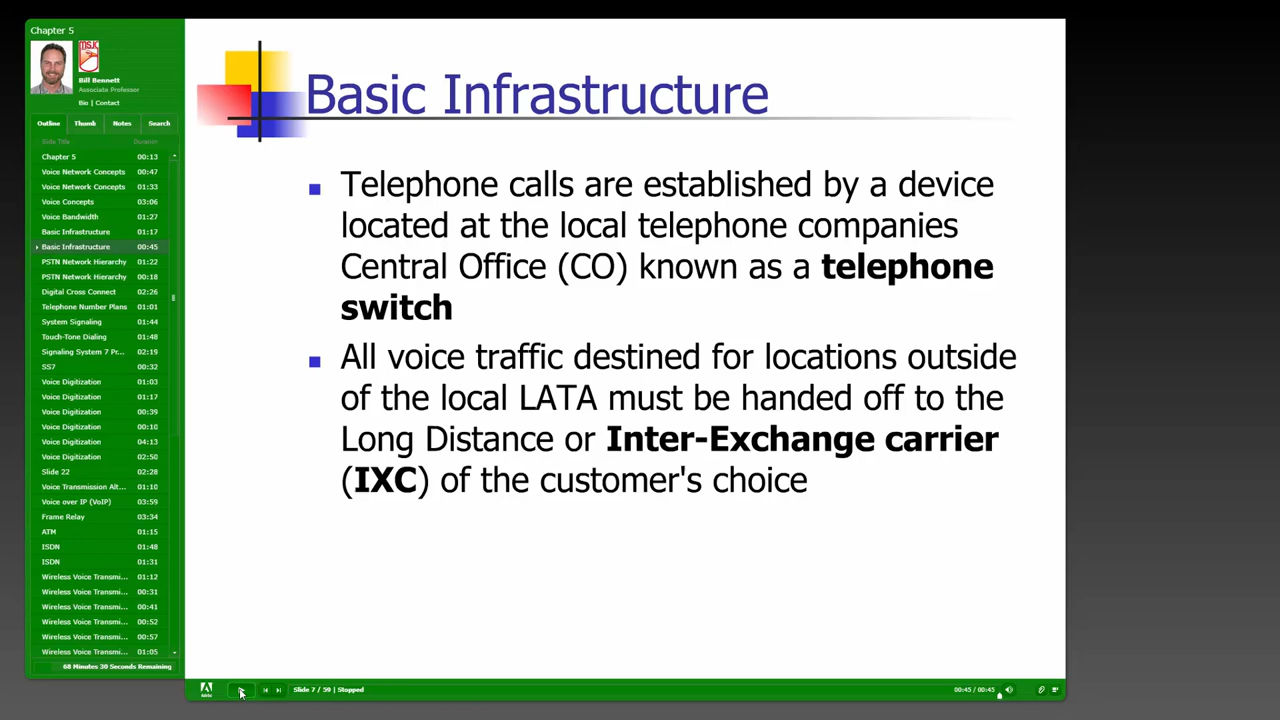 Chapter 5
MSJC
Bill Bennett
Associate Professor
Bio | Contact
Outline Thumb Notes Search
Slide Title Duration
Chapter 5 00:13
Voice Network Concepts 00:47
Voice Network Concepts 01:33
Voice Concepts 03:06
Voice Bandwidth 01:27
Basic Infrastructure 01:17
Basic Infrastructure 00:45
PSTN Network Hierarchy 01:22
PSTN Network Hierarchy 00:18
Digital Cross Connect 02:26
Telephone Number Plans 01:01
System Signaling 01:44
Touch-Tone Dialing 01:48
Signaling System 7 Pr... 02:19
SS7 00:32
Voice Digitization 01:03
Voice Digitization 01:17
Voice Digitization 00:39
Voice Digitization 00:10
Voice Digitization 04:13
Voice Digitization 02:50
Slide 22 02:28
Voice Transmission Alt... 01:10
Voice over IP (VoIP) 03:59
Frame Relay 03:34
ATM 01:15
ISDN 01:48
ISDN 01:31
Wireless Voice Transmi... 01:12
Wireless Voice Transmi... 00:31
Wireless Voice Transmi... 00:41
Wireless Voice Transmi... 00:52
Wireless Voice Transmi... 00:57
Wireless Voice Transmi... 01:05
68 Minutes 30 Seconds Remaining
Basic Infrastructure
Telephone calls are established by a device
located at the local telephone companies
Central Office (CO) known as a telephone
switch
All voice traffic destined for locations outside
of the local LATA must be handed off to the
Long Distance or Inter-Exchange carrier
(IXC) of the customer's choice
Slide 7 / 59 | Stopped
00:45 / 00:45